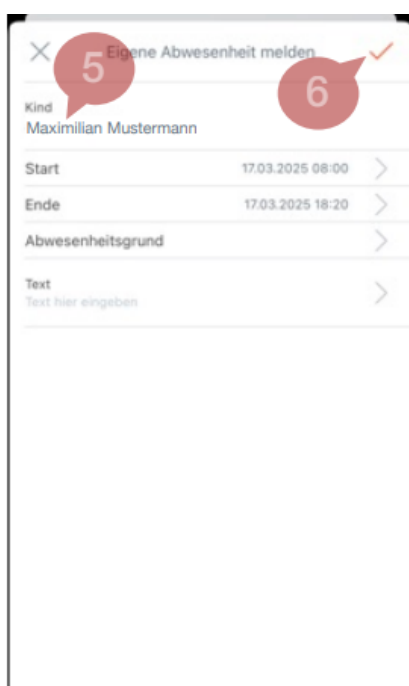 Eigene Abwesenheit melden
5
6
Kind
Maximilian Mustermann
Start 17.03.2025 08:00
Ende 17.03.2025 18:20
Abwesenheitsgrund
Text
Text hier eingeben